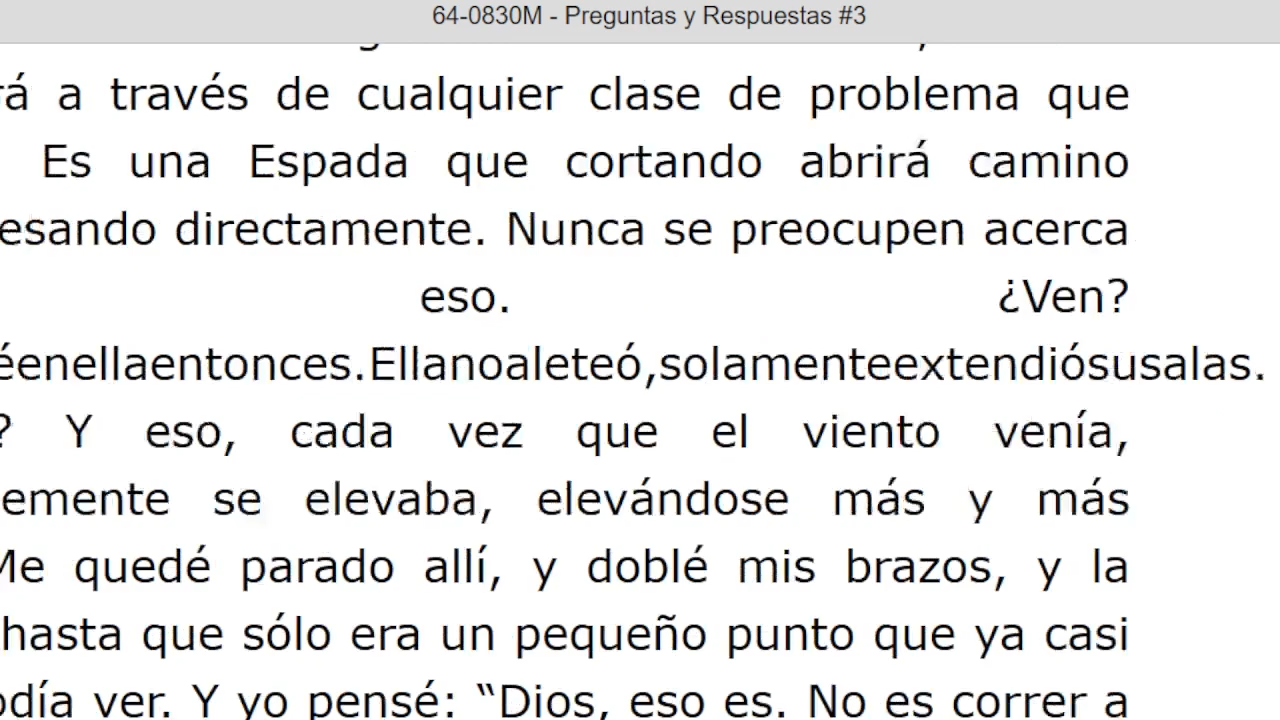 64-0830M - Preguntas y Respuestas #3
a través de cualquier clase de problema que
Es una Espada que cortando abrirá camino
esando directamente. Nunca se preocupen acerca
eso. ¿Ven?
éenellaentonces.Ellanoaleteó,solamenteextendiósusalas.
? Y eso, cada vez que el viento venía,
emente se elevaba, elevándose más y más
Me quedé parado allí, y doblé mis brazos, y la
hasta que sólo era un pequeño punto que ya casi
odía ver. Y yo pensé: “Dios, eso es. No es correr a